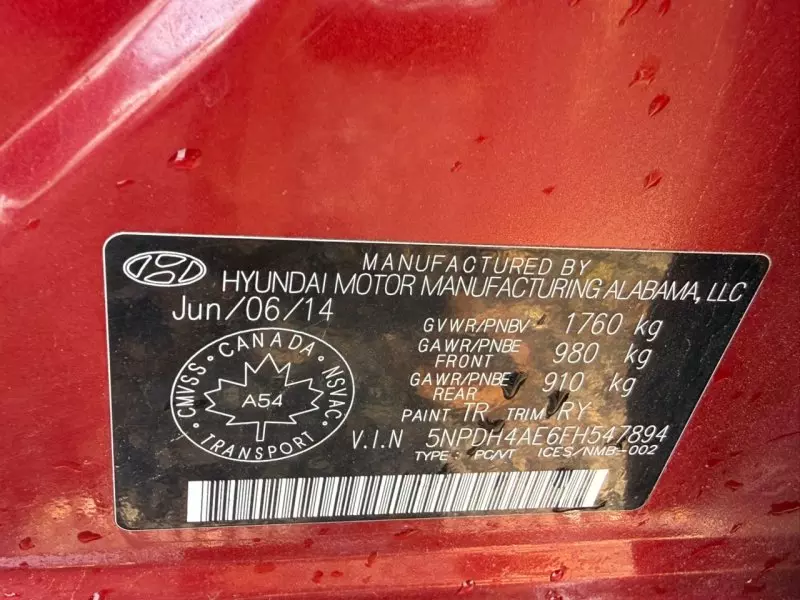 MANUFACTURED BY
HYUNDAI MOTOR MANUFACTURING ALABAMA, LLC
Jun/06/14
GVWR/PNBV 1760 kg
GAWR/PNBE FRONT 980 kg
GAWR/PNBE REAR 910 kg
PAINT TR TRIM RY
V.I.N 5NPDH4AE6FH547894
TYPE : PC/VT ICES/NMB-002
CMVSS · CANADA · NSVAC
A54
TRANSPORT